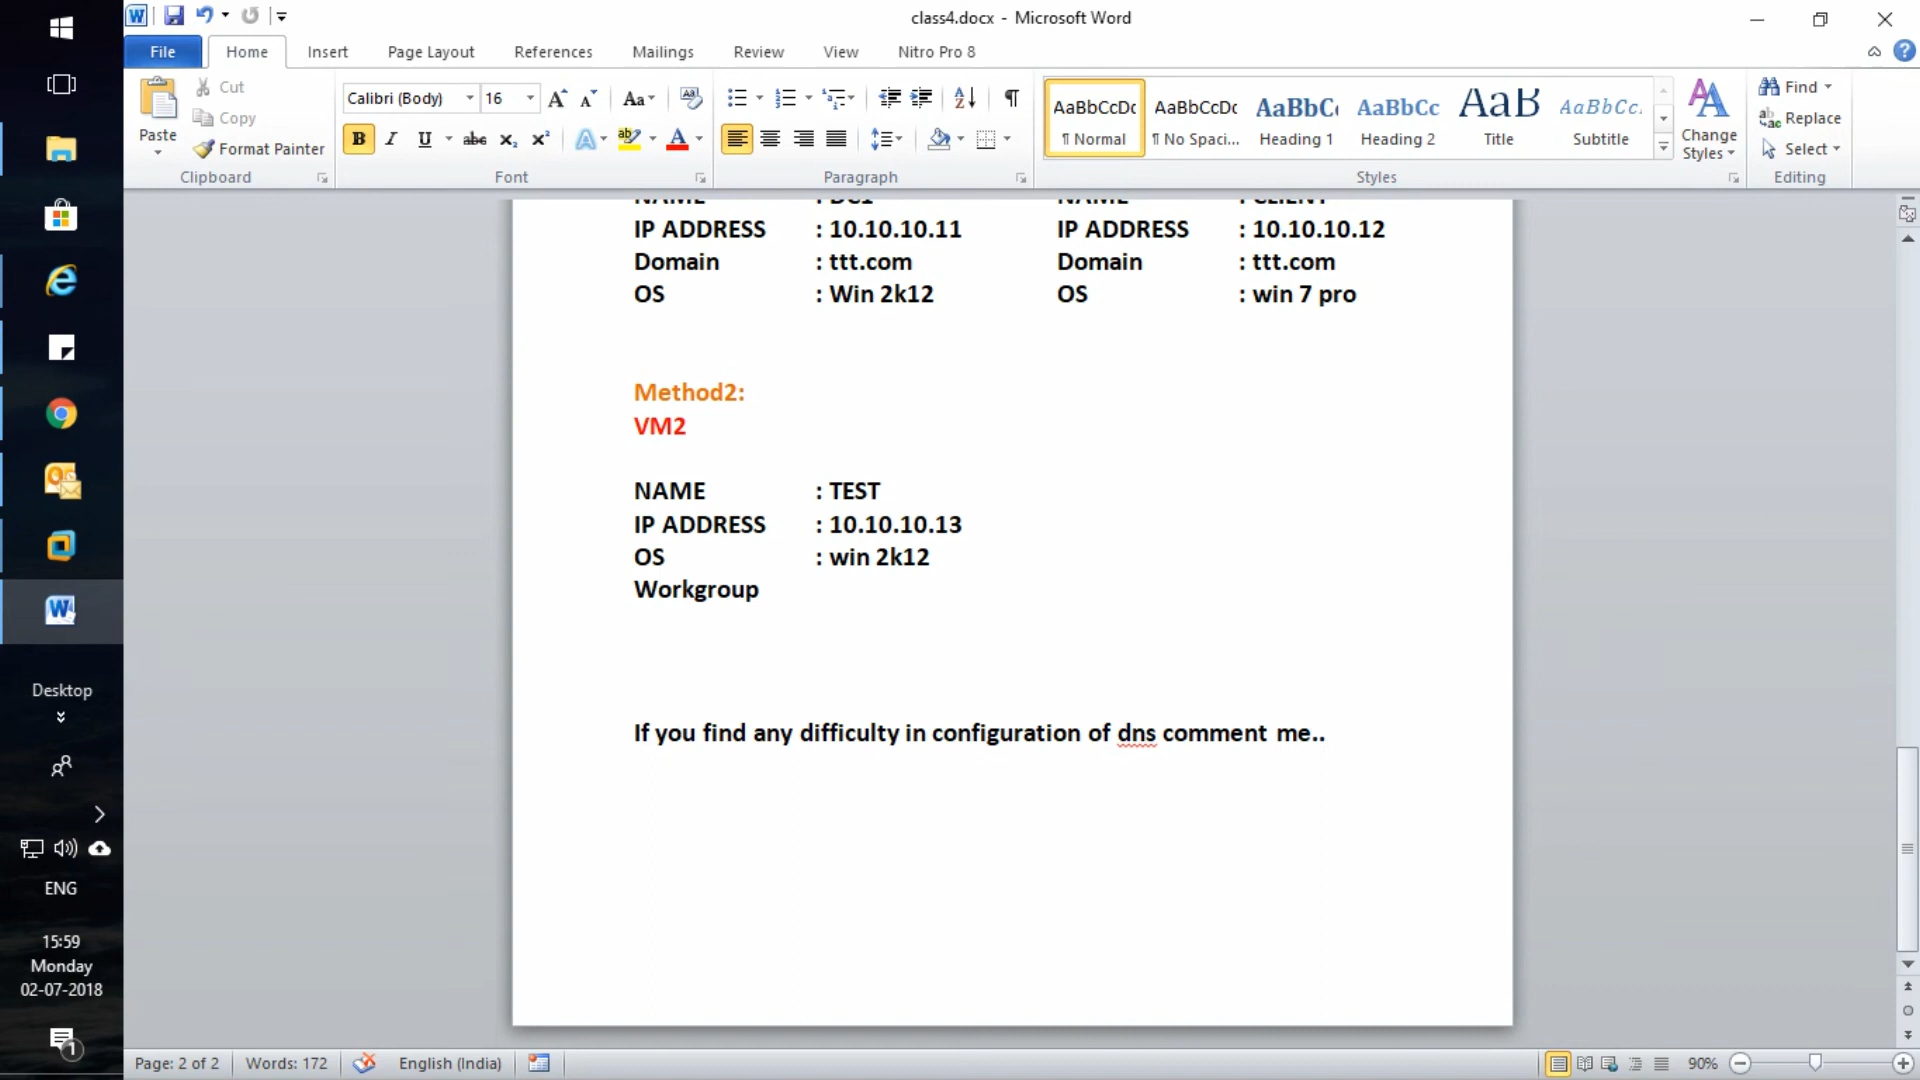 class4.docx - Microsoft Word
File Home Insert Page Layout References Mailings Review View Nitro Pro 8
Paste
Cut
Copy
Format Painter
Clipboard
Calibri (Body) 16
Font
Paragraph
AaBbCcDc AaBbCcDc AaBbC AaBbCc AaB AaBbCc.
¶ Normal ¶ No Spaci... Heading 1 Heading 2 Title Subtitle
Change
Styles
Styles
Find
Replace
Select
Editing
NAME : DC1 NAME : CLIENT
IP ADDRESS : 10.10.10.11 IP ADDRESS : 10.10.10.12
Domain : ttt.com Domain : ttt.com
OS : Win 2k12 OS : win 7 pro
Method2:
VM2
NAME : TEST
IP ADDRESS : 10.10.10.13
OS : win 2k12
Workgroup
If you find any difficulty in configuration of dns comment me..
Desktop
ENG
15:59
Monday
02-07-2018
1
Page: 2 of 2 Words: 172 English (India) 90%